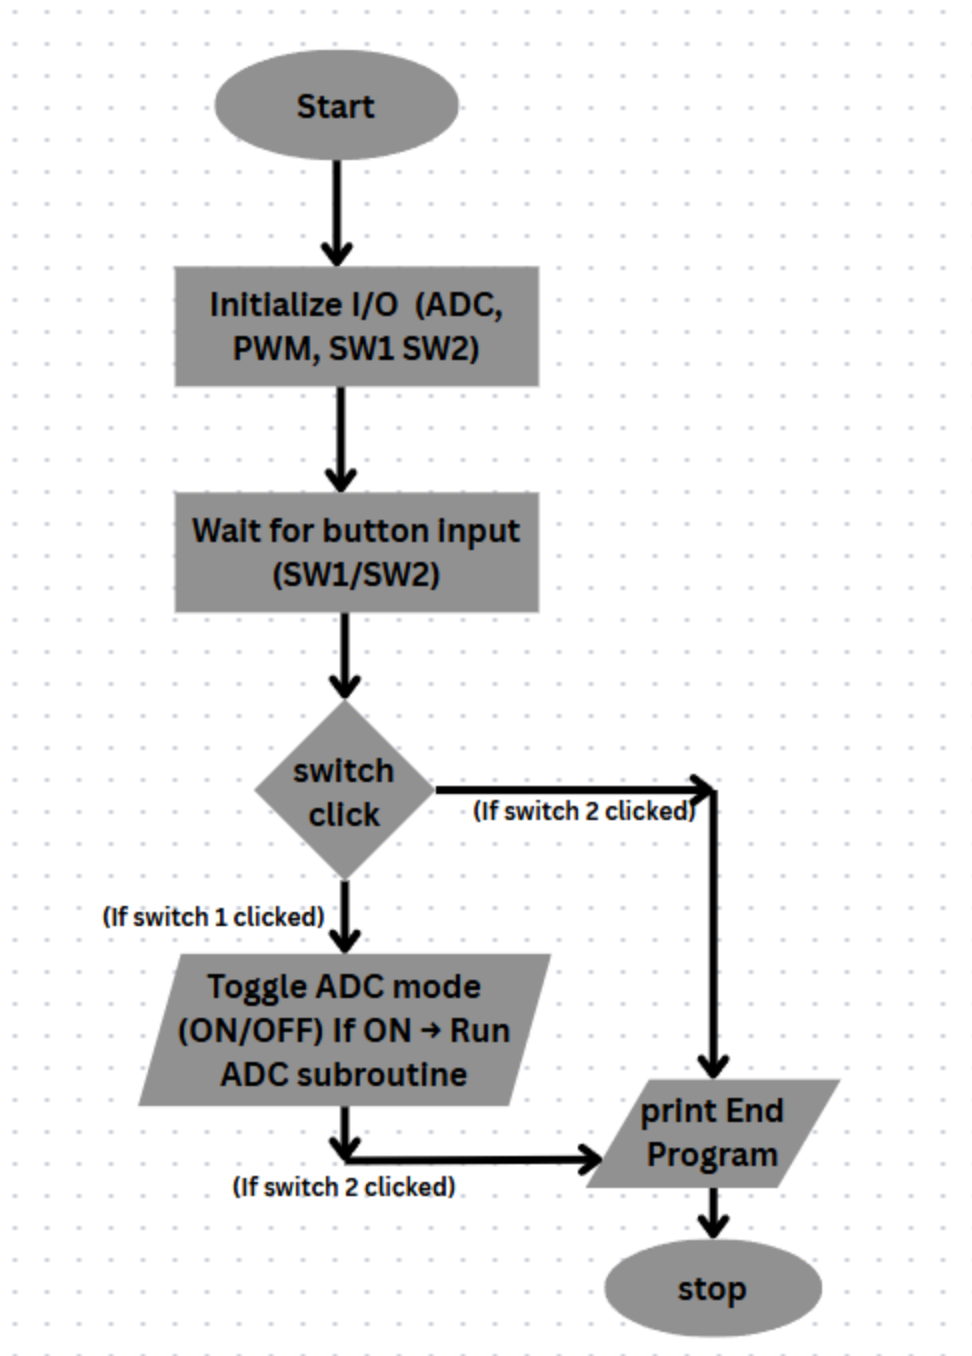 Start
Initialize I/O (ADC,
PWM, SW1 SW2)
Wait for button input
(SW1/SW2)
switch
click
(If switch 2 clicked)
(If switch 1 clicked)
Toggle ADC mode
(ON/OFF) If ON → Run
ADC subroutine
(If switch 2 clicked)
print End
Program
stop